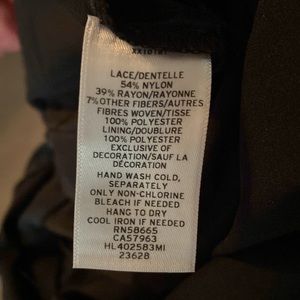 LACE/DENTELLE
54% NYLON
39% RAYON/RAYONNE
7% OTHER FIBERS/AUTRES
FIBRES WOVEN/TISSE
100% POLYESTER
LINING/DOUBLURE
100% POLYESTER
EXCLUSIVE OF
DECORATION/SAUF LA
DÉCORATION
HAND WASH COLD,
SEPARATELY
ONLY NON-CHLORINE
BLEACH IF NEEDED
HANG TO DRY
COOL IRON IF NEEDED
RN58665
CA57963
HL402583MI
23628